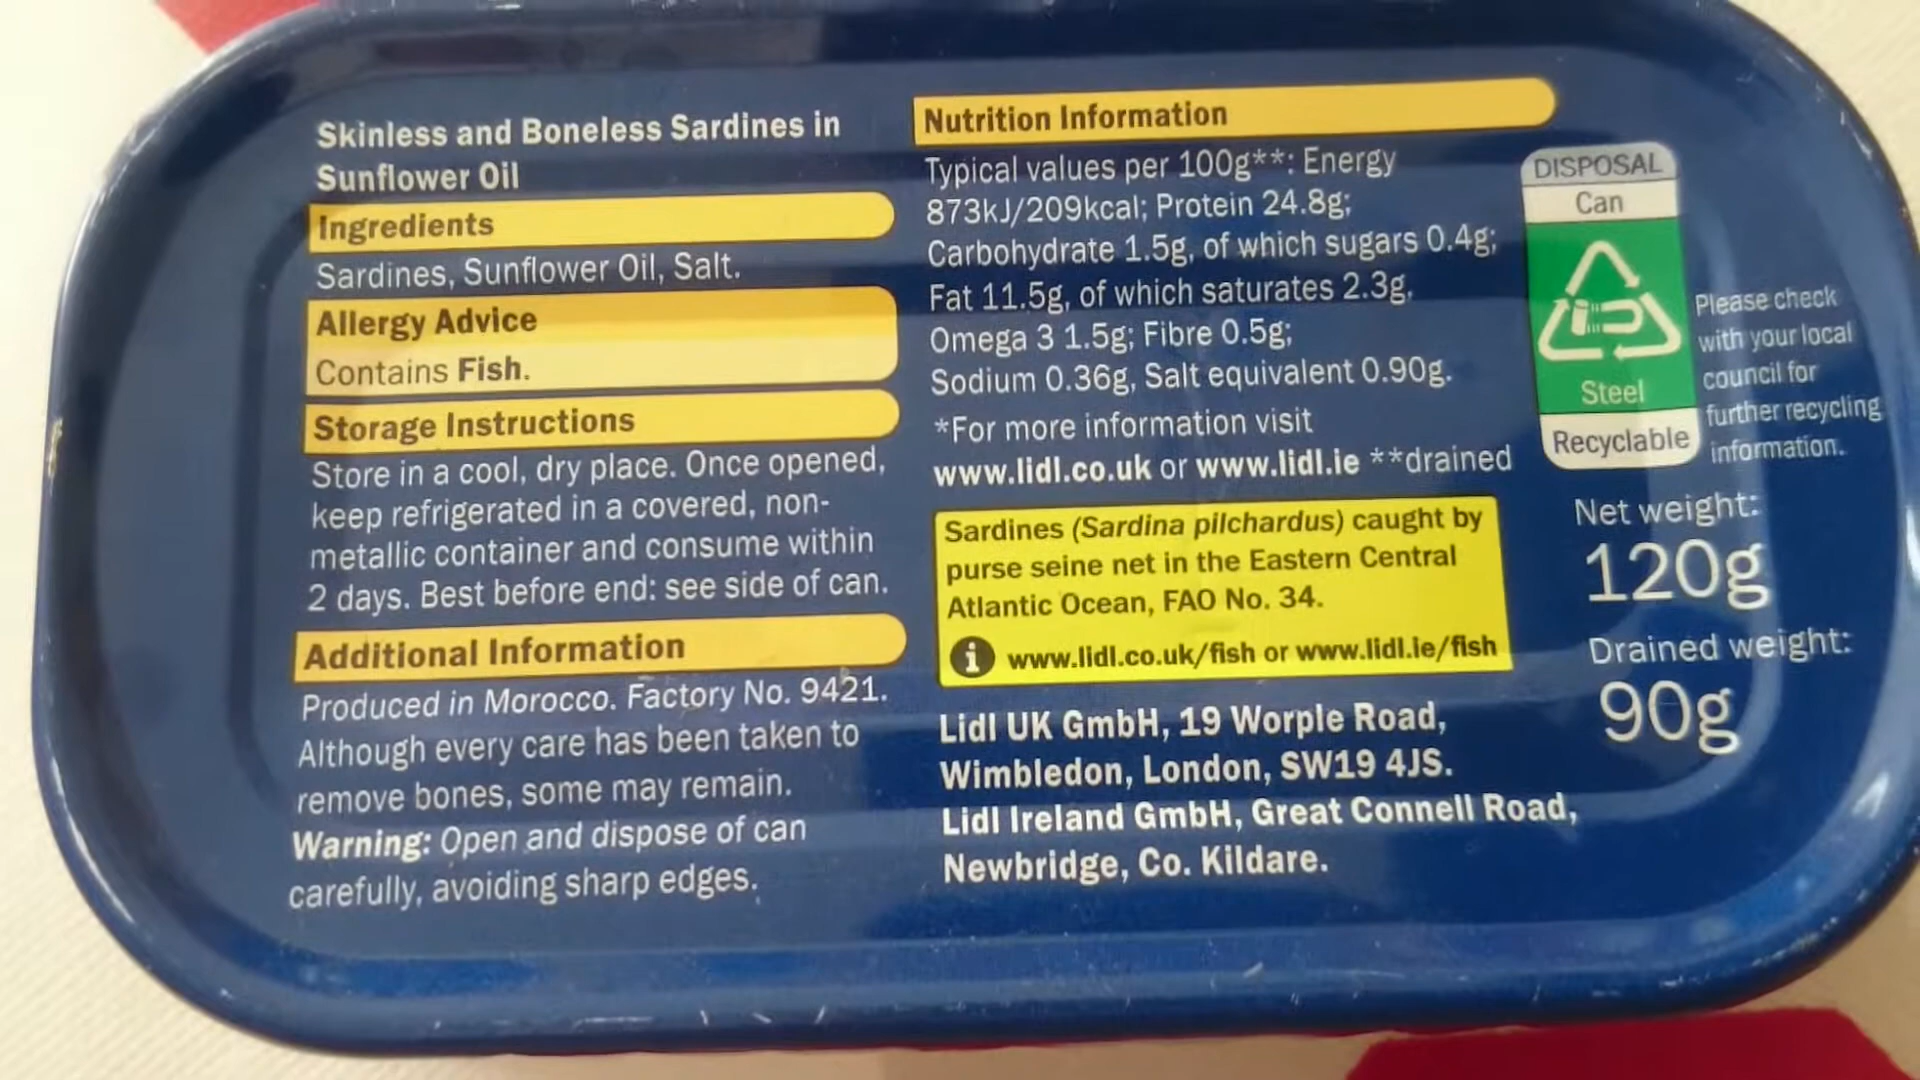 Skinless and Boneless Sardines in
Sunflower Oil
Ingredients
Sardines, Sunflower Oil, Salt.
Allergy Advice
Contains Fish.
Storage Instructions
Store in a cool, dry place. Once opened,
keep refrigerated in a covered, non-
metallic container and consume within
2 days. Best before end: see side of can.
Additional Information
Produced in Morocco. Factory No. 9421.
Although every care has been taken to
remove bones, some may remain.
Warning: Open and dispose of can
carefully, avoiding sharp edges.
Nutrition Information
Typical values per 100g**: Energy
873kJ/209kcal; Protein 24.8g;
Carbohydrate 1.5g, of which sugars 0.4g;
Fat 11.5g, of which saturates 2.3g,
Omega 3 1.5g; Fibre 0.5g;
Sodium 0.36g, Salt equivalent 0.90g.
*For more information visit
www.lidl.co.uk or www.lidl.ie **drained
Sardines (Sardina pilchardus) caught by
purse seine net in the Eastern Central
Atlantic Ocean, FAO No. 34.
i www.lidl.co.uk/fish or www.lidl.ie/fish
Lidl UK GmbH, 19 Worple Road,
Wimbledon, London, SW19 4JS.
Lidl Ireland GmbH, Great Connell Road,
Newbridge, Co. Kildare.
DISPOSAL
Can
Steel
Recyclable
Please check
with your local
council for
further recycling
information.
Net weight:
120g
Drained weight:
90g